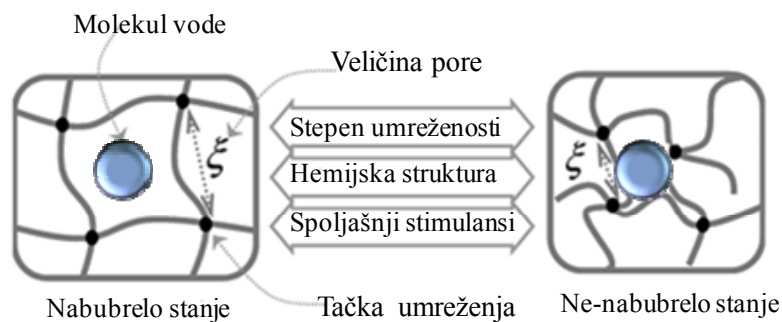 Molekul vode
Veličina pore
Stepen umreženosti
ξ
ξ
Hemijska struktura
Spoljašnji stimulansi
Nabubrelo stanje
Tačka umreženja
Ne-nabubrelo stanje